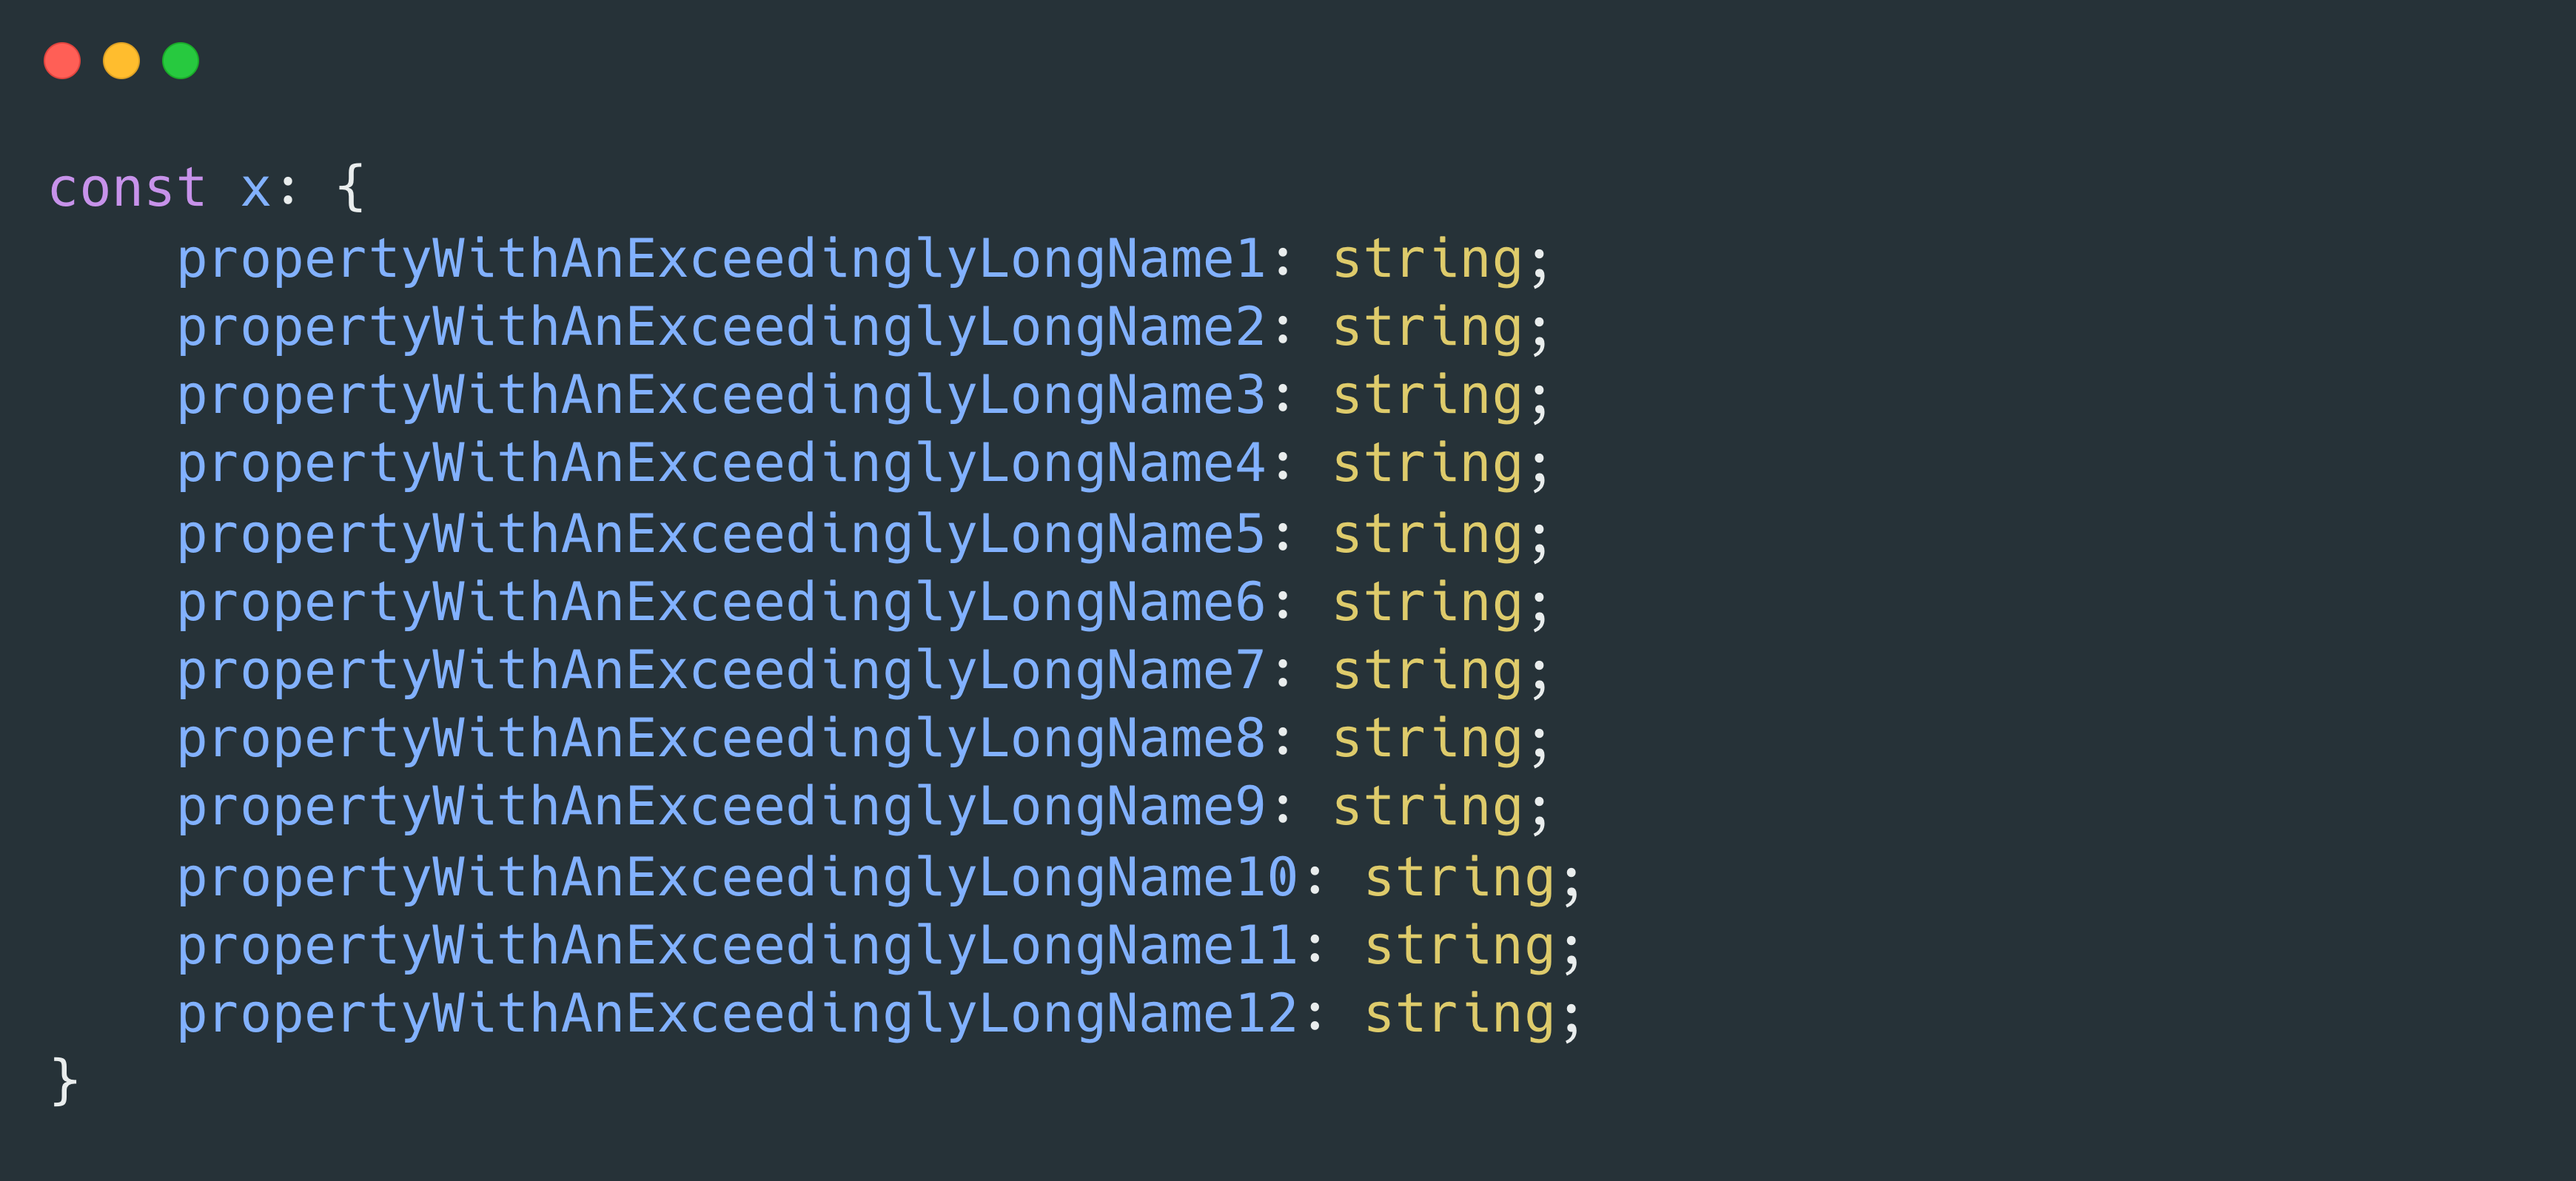 const x: {
    propertyWithAnExceedinglyLongName1: string;
    propertyWithAnExceedinglyLongName2: string;
    propertyWithAnExceedinglyLongName3: string;
    propertyWithAnExceedinglyLongName4: string;
    propertyWithAnExceedinglyLongName5: string;
    propertyWithAnExceedinglyLongName6: string;
    propertyWithAnExceedinglyLongName7: string;
    propertyWithAnExceedinglyLongName8: string;
    propertyWithAnExceedinglyLongName9: string;
    propertyWithAnExceedinglyLongName10: string;
    propertyWithAnExceedinglyLongName11: string;
    propertyWithAnExceedinglyLongName12: string;
}